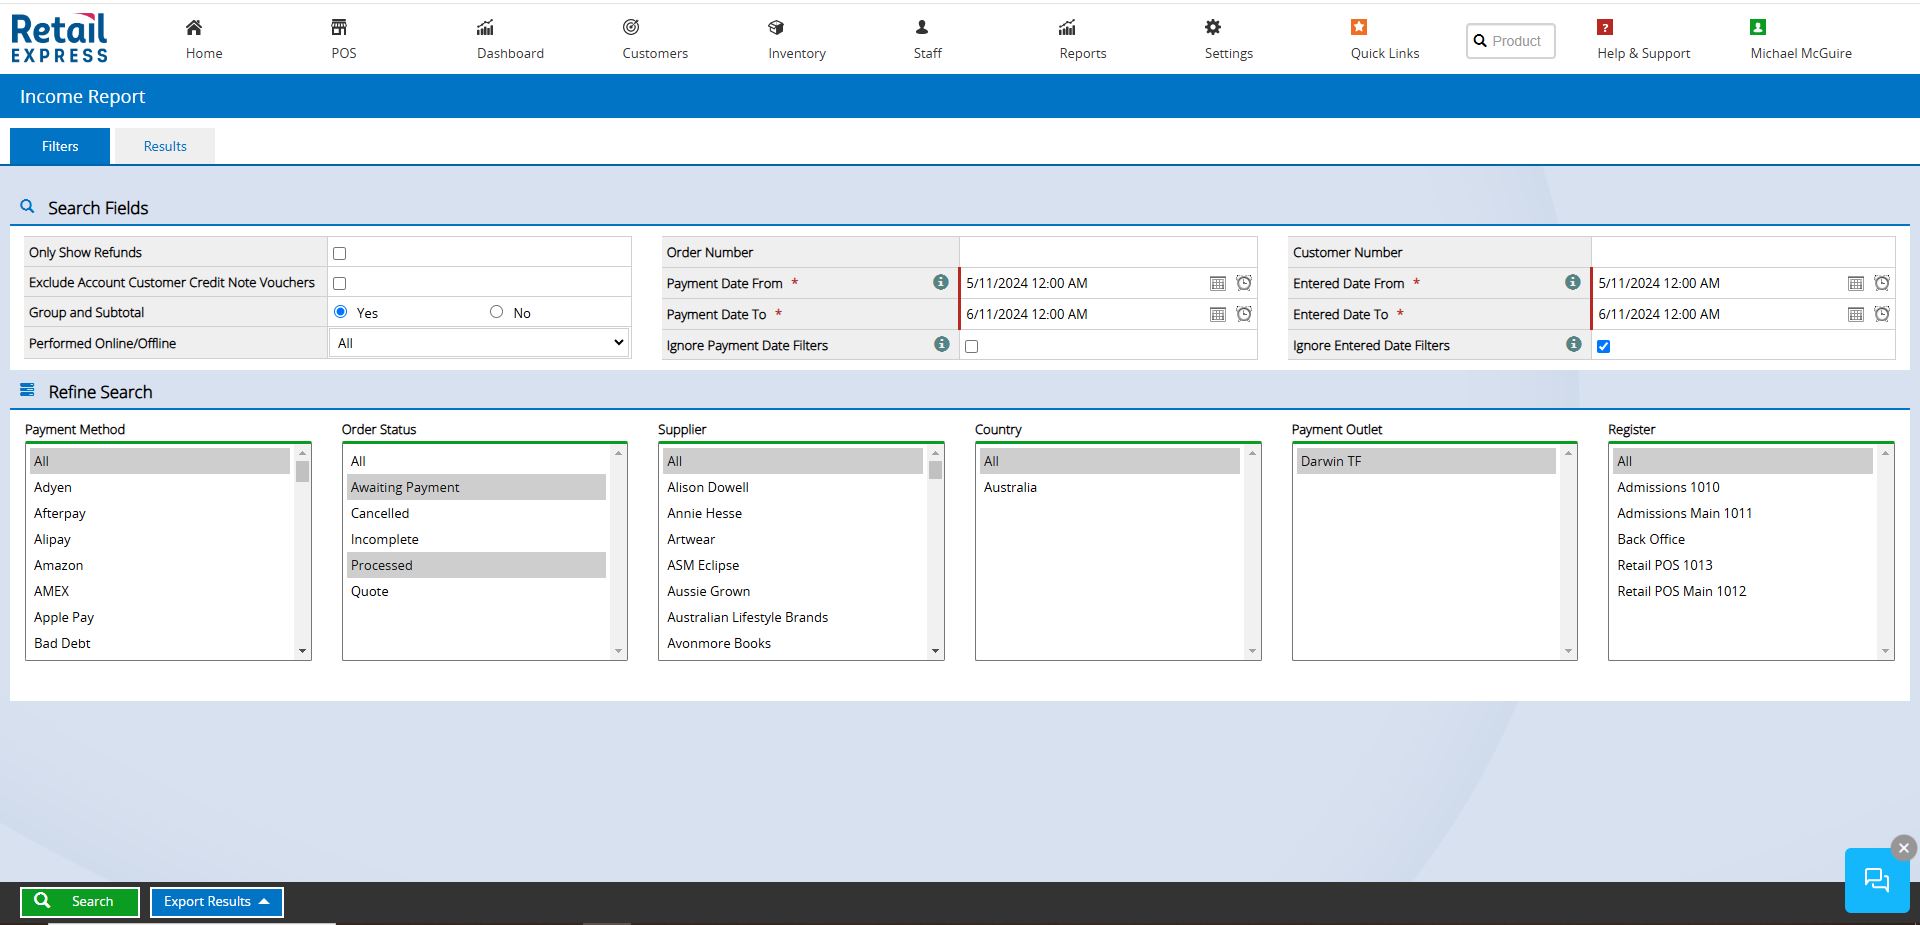 Retail
EXPRESS
Home
POS
Dashboard
Customers
Inventory
Staff
Reports
Settings
Quick Links
Product
Help & Support
Michael McGuire
Income Report
Filters
Results
Search Fields
Only Show Refunds
Exclude Account Customer Credit Note Vouchers
Group and Subtotal
Yes
No
Performed Online/Offline
All
Order Number
Payment Date From *
5/11/2024 12:00 AM
Payment Date To *
6/11/2024 12:00 AM
Ignore Payment Date Filters
Customer Number
Entered Date From *
5/11/2024 12:00 AM
Entered Date To *
6/11/2024 12:00 AM
Ignore Entered Date Filters
Refine Search
Payment Method
All
Adyen
Afterpay
Alipay
Amazon
AMEX
Apple Pay
Bad Debt
Order Status
All
Awaiting Payment
Cancelled
Incomplete
Processed
Quote
Supplier
All
Alison Dowell
Annie Hesse
Artwear
ASM Eclipse
Aussie Grown
Australian Lifestyle Brands
Avonmore Books
Country
All
Australia
Payment Outlet
Darwin TF
Register
All
Admissions 1010
Admissions Main 1011
Back Office
Retail POS 1013
Retail POS Main 1012
Search
Export Results